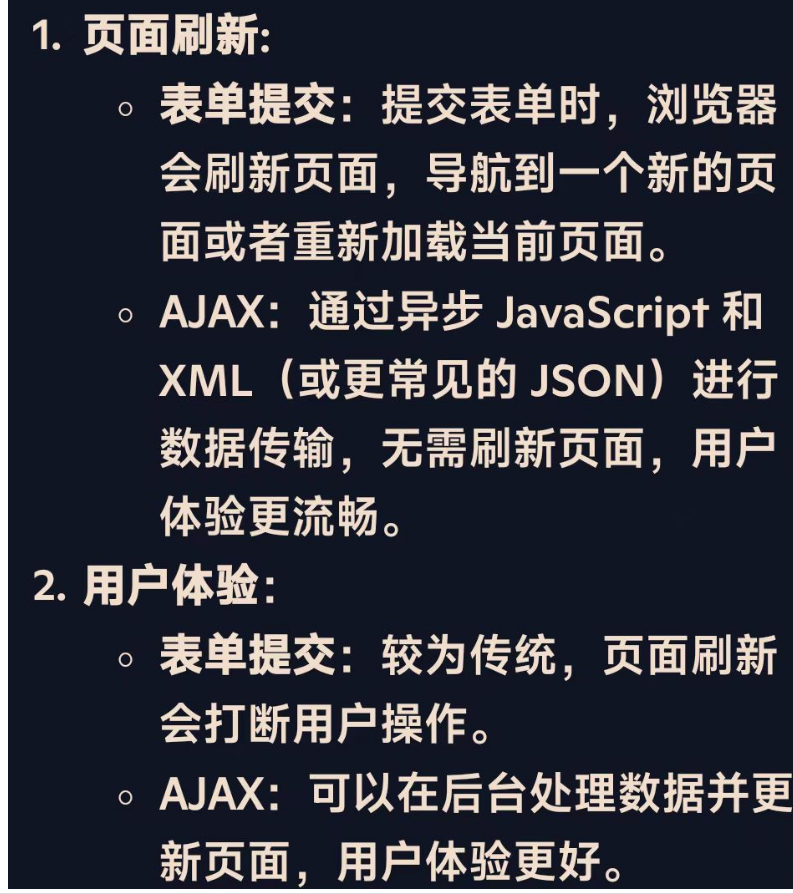 1. 页面刷新:
◦ 表单提交：提交表单时，浏览器
会刷新页面，导航到一个新的页
面或者重新加载当前页面。
◦ AJAX：通过异步 JavaScript 和
XML（或更常见的 JSON）进行
数据传输，无需刷新页面，用户
体验更流畅。
2. 用户体验：
◦ 表单提交：较为传统，页面刷新
会打断用户操作。
◦ AJAX：可以在后台处理数据并更
新页面，用户体验更好。